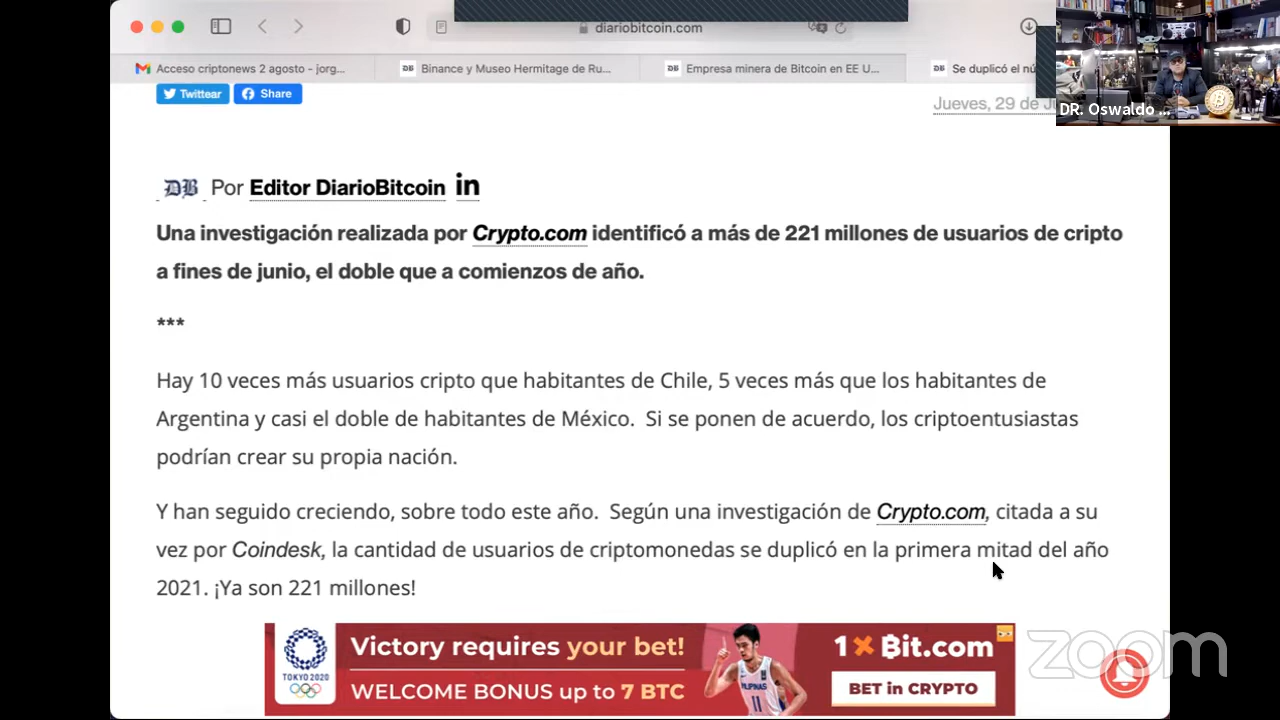 diariobitcoin.com
Acceso criptonews 2 agosto - jorg...
Binance y Museo Hermitage de Ru...
Empresa minera de Bitcoin en EE U...
Se duplicó el nú
DR. Oswaldo ...
Twittear
Share
Jueves, 29 de
DB Por Editor DiarioBitcoin in
Una investigación realizada por Crypto.com identificó a más de 221 millones de usuarios de cripto
a fines de junio, el doble que a comienzos de año.
***
Hay 10 veces más usuarios cripto que habitantes de Chile, 5 veces más que los habitantes de
Argentina y casi el doble de habitantes de México. Si se ponen de acuerdo, los criptoentusiastas
podrían crear su propia nación.
Y han seguido creciendo, sobre todo este año. Según una investigación de Crypto.com, citada a su
vez por Coindesk, la cantidad de usuarios de criptomonedas se duplicó en la primera mitad del año
2021. ¡Ya son 221 millones!
TOKYO 2020
Victory requires your bet!
WELCOME BONUS up to 7 BTC
PILIPINAS
11
1×Bit.com
BET in CRYPTO
zoom